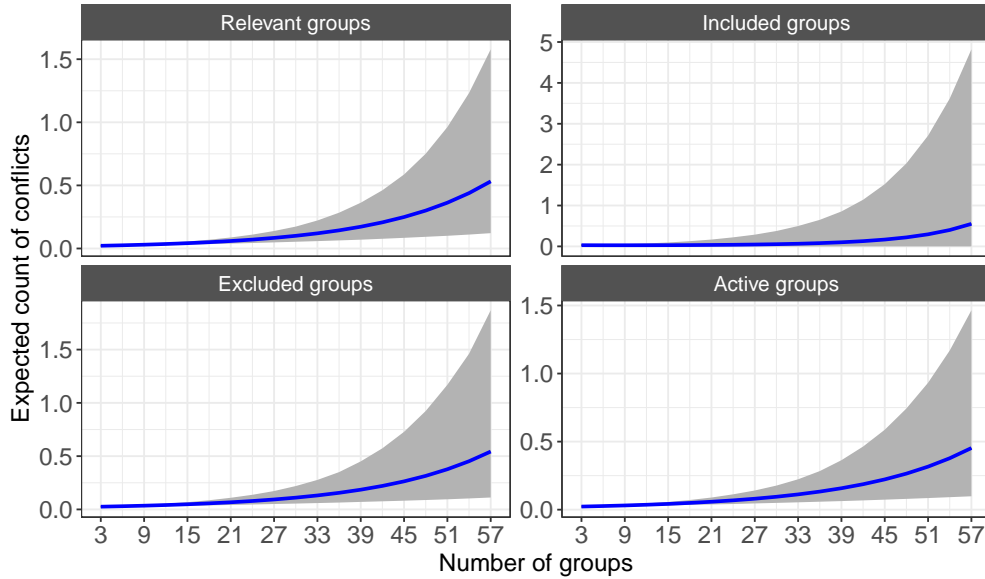 Relevant groups
Included groups
1.5
1.0
0.5
0.0
5
4
3
2
1
0
Expected count of conflicts
Excluded groups
Active groups
1.5
1.0
0.5
0.0
1.5
1.0
0.5
0.0
3 9 15 21 27 33 39 45 51 57
3 9 15 21 27 33 39 45 51 57
Number of groups